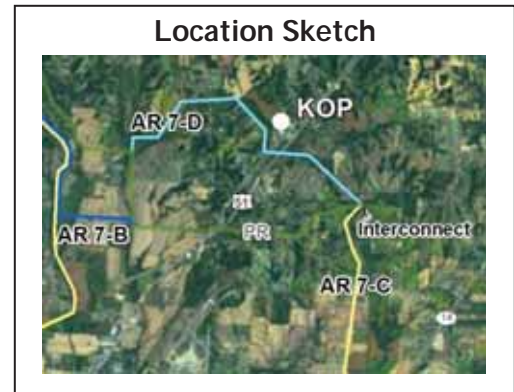 Location Sketch
KOP
AR 7-D
51
AR 7-B
PR
Interconnect
AR 7-C